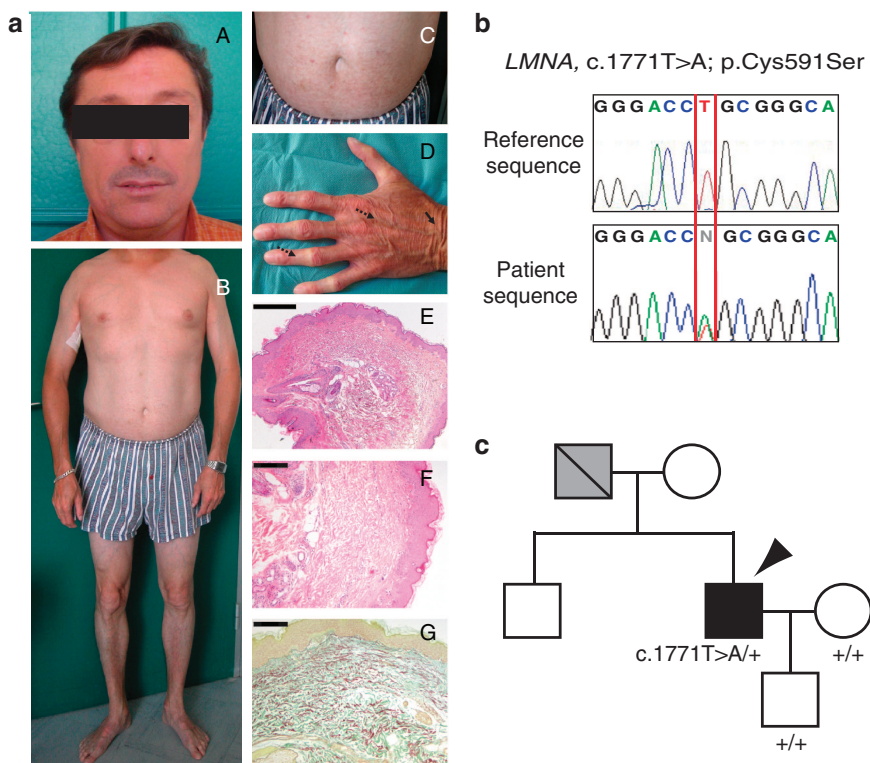 a
A
B
C
D
E
F
G
b
LMNA, c.1771T>A; p.Cys591Ser
GGGACCTGCGGGCA
Reference
sequence
GGGACCNGCGGGCA
Patient
sequence
c
c.1771T>A/+
+/+
+/+